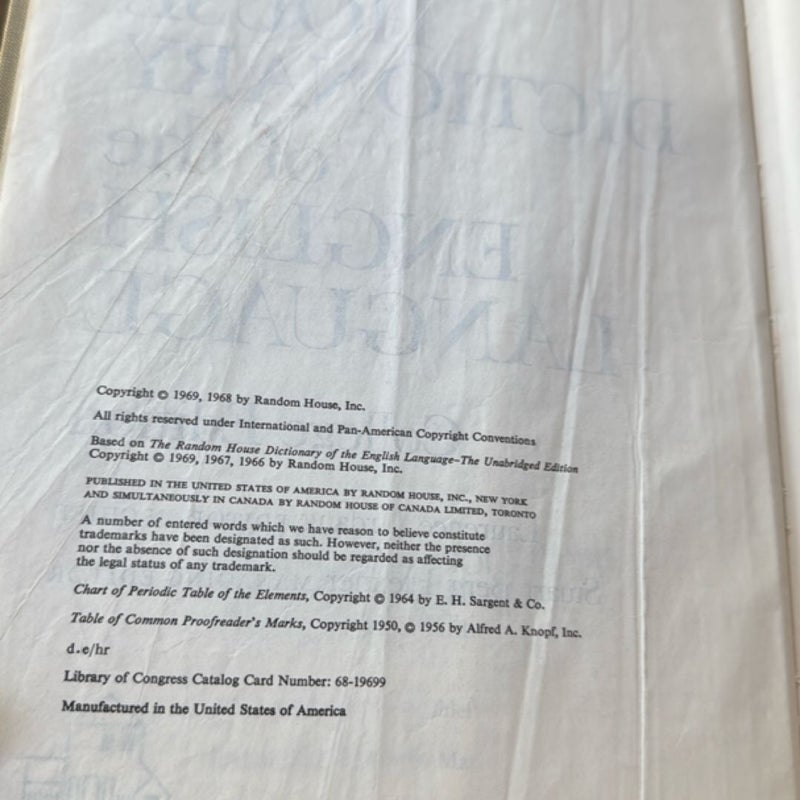 Copyright © 1969, 1968 by Random House, Inc.
All rights reserved under International and Pan-American Copyright Conventions
Based on The Random House Dictionary of the English Language—The Unabridged Edition
Copyright © 1969, 1967, 1966 by Random House, Inc.
PUBLISHED IN THE UNITED STATES OF AMERICA BY RANDOM HOUSE, INC., NEW YORK
AND SIMULTANEOUSLY IN CANADA BY RANDOM HOUSE OF CANADA LIMITED, TORONTO
A number of entered words which we have reason to believe constitute
trademarks have been designated as such. However, neither the presence
nor the absence of such designation should be regarded as affecting
the legal status of any trademark.
Chart of Periodic Table of the Elements, Copyright © 1964 by E. H. Sargent & Co.
Table of Common Proofreader's Marks, Copyright 1950, © 1956 by Alfred A. Knopf, Inc.
d.e/hr
Library of Congress Catalog Card Number: 68-19699
Manufactured in the United States of America